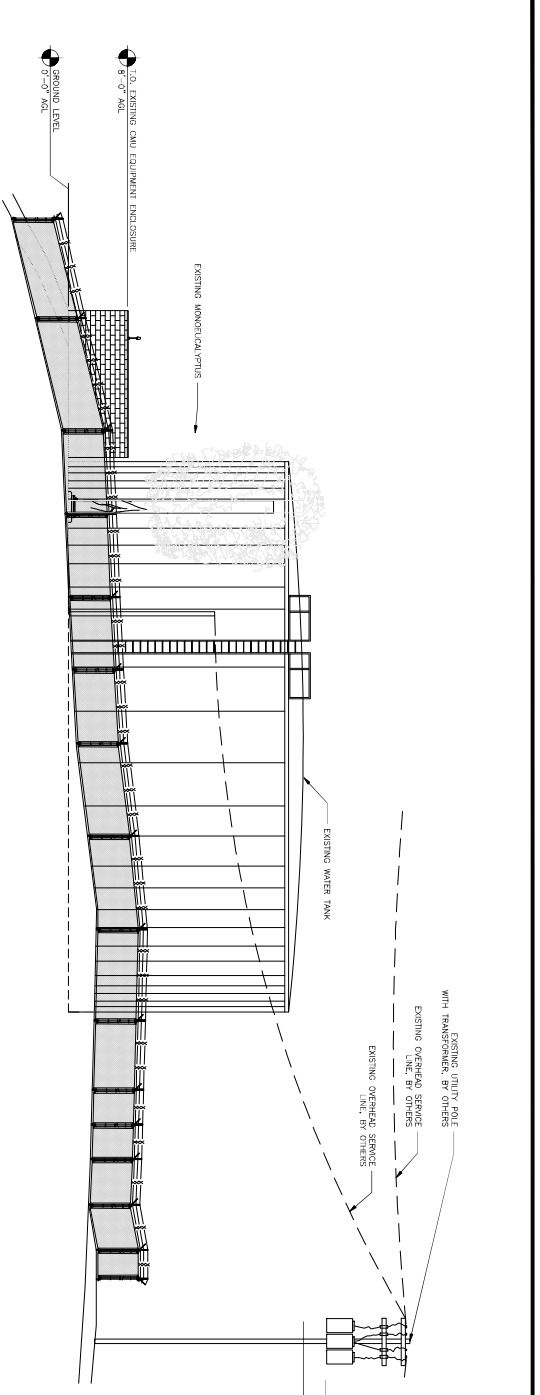 T.O. EXISTING CMU EQUIPMENT ENCLOSURE
8'-0" AGL
GROUND LEVEL
0'-0" AGL
EXISTING MONOEUCALYPTUS
EXISTING WATER TANK
EXISTING UTILITY POLE
WITH TRANSFORMER, BY OTHERS
EXISTING OVERHEAD SERVICE
LINE, BY OTHERS
EXISTING OVERHEAD SERVICE
LINE, BY OTHERS